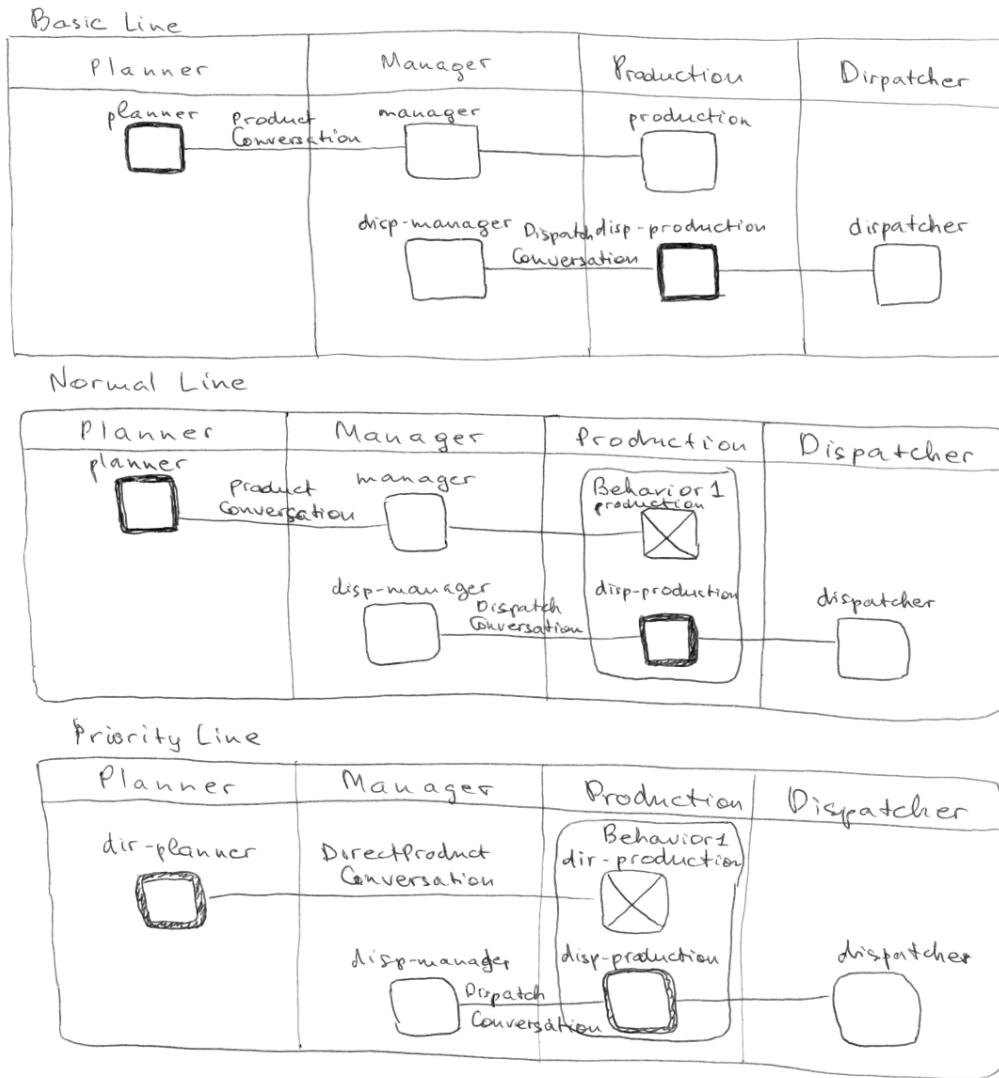 Basic Line
Planner Manager Production Dirpatcher
planner Product manager production
Conversation
disp-manager Dispatch disp-production dirpatcher
Conversation
Normal Line
Planner Manager Production Dispatcher
planner
Product manager Behavior1
Conversation production
disp-manager disp-production dispatcher
Dispatch
Conversation
Priority Line
Planner Manager Production Dispatcher
Behavior1
dir-planner DirectProduct dir-production
Conversation
disp-manager disp-production dispatcher
Dispatch
Conversation